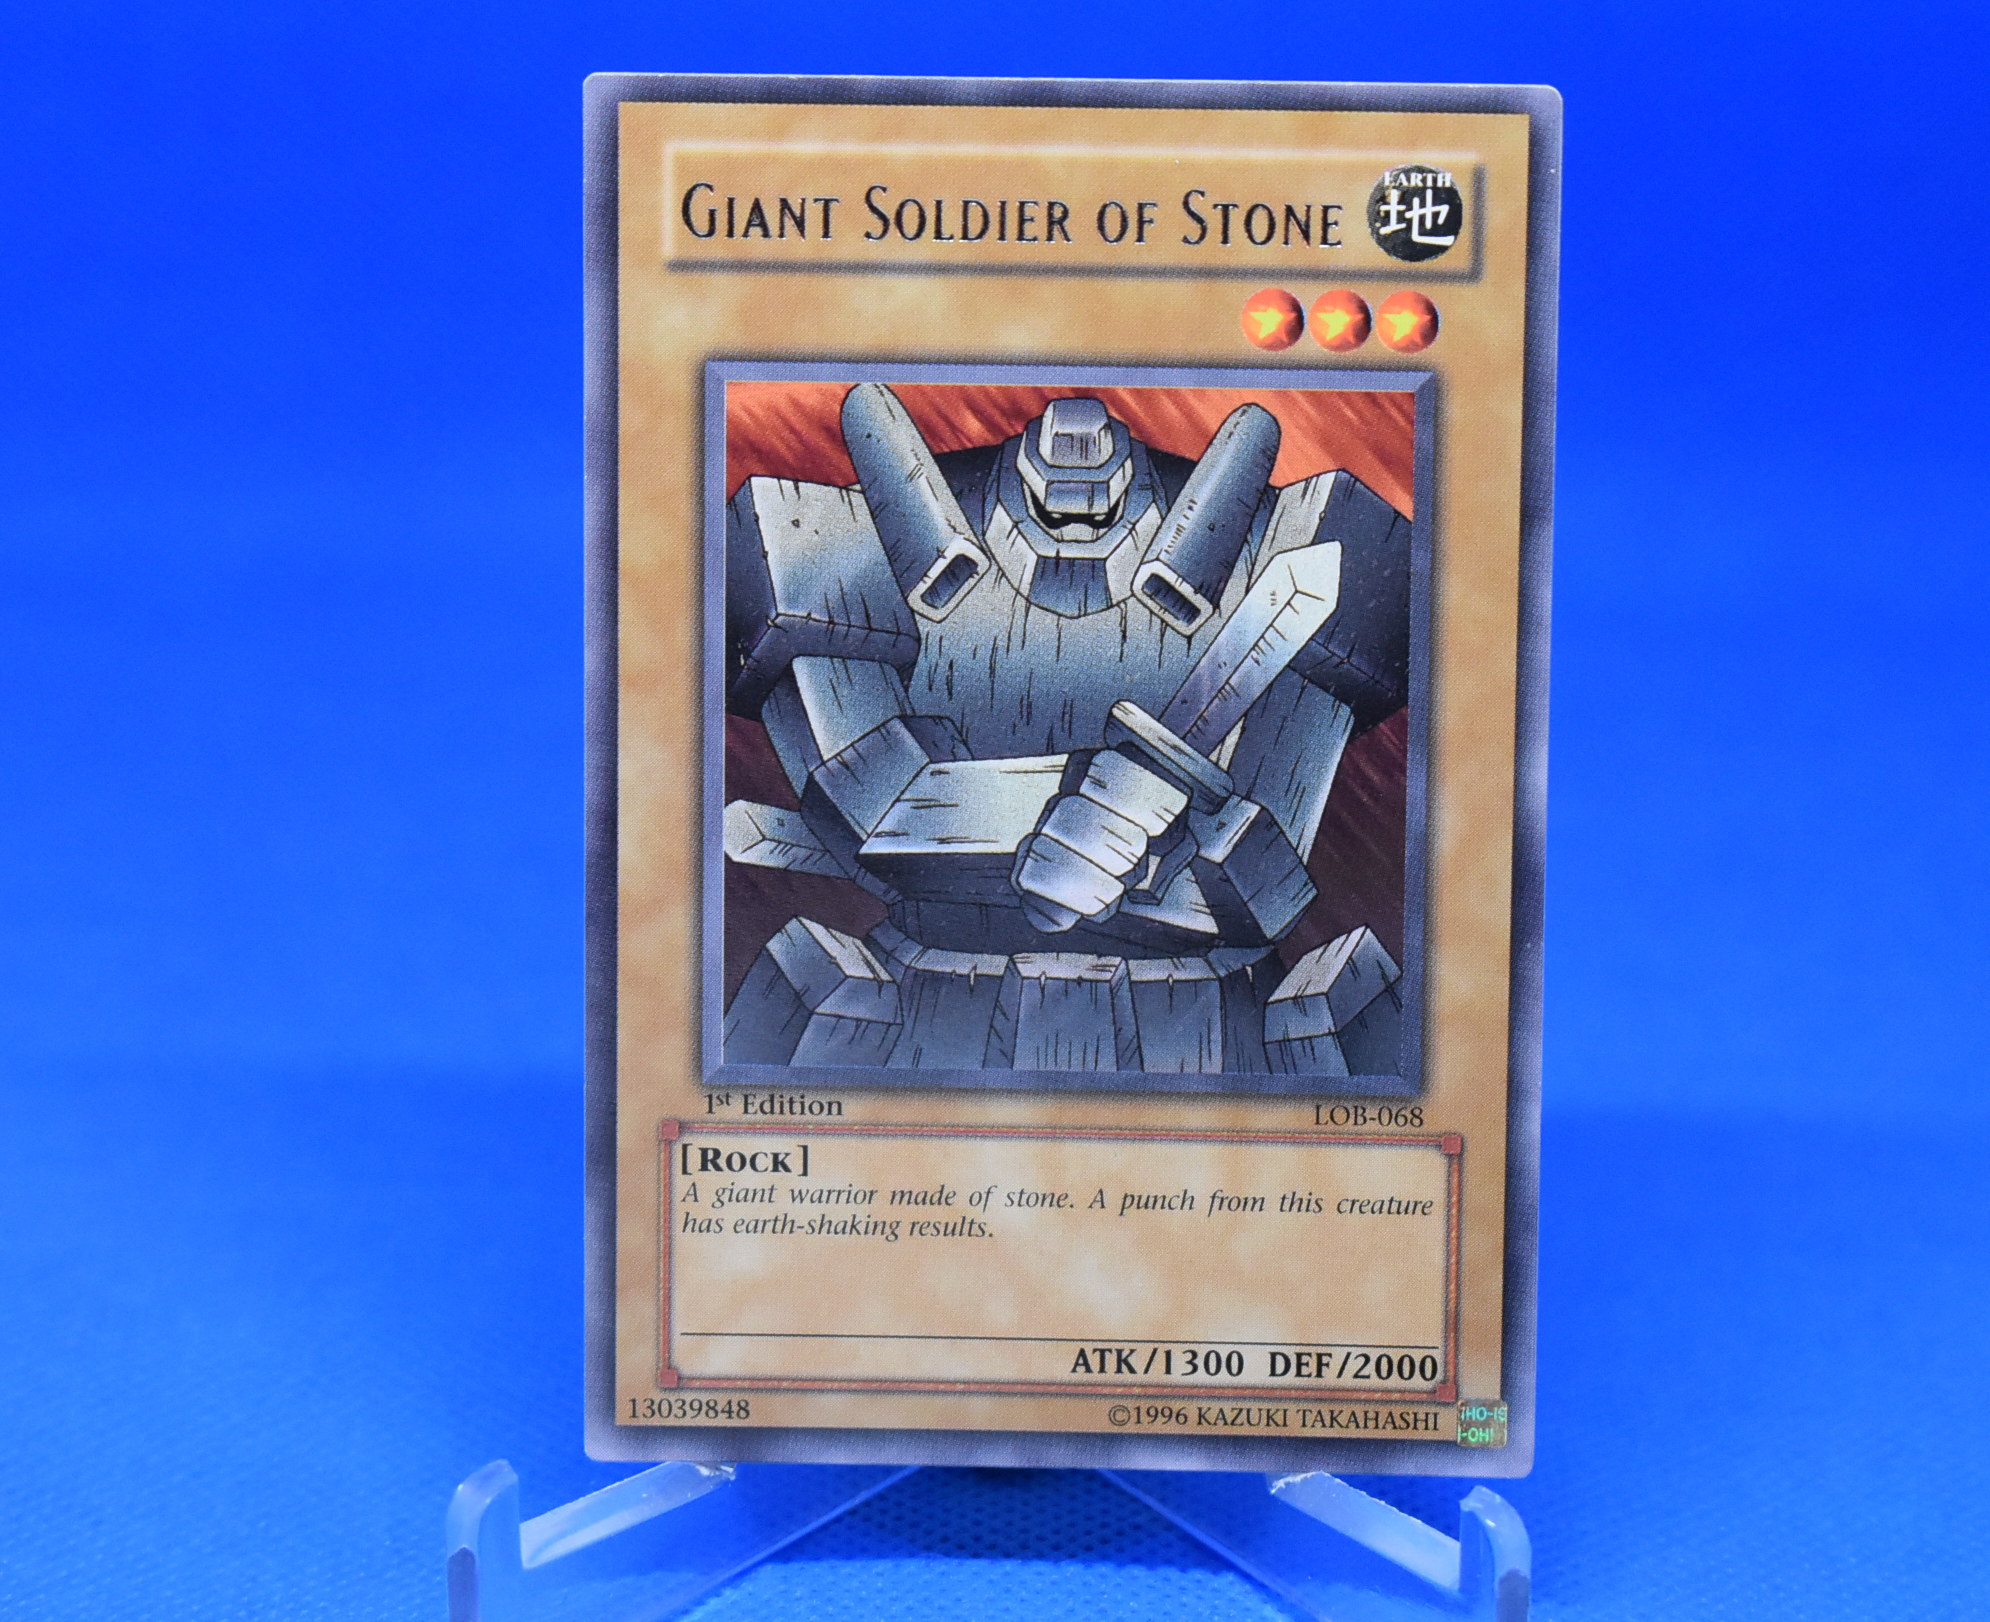 GIANT SOLDIER OF STONE
EARTH
地
1st Edition
LOB-068
[ROCK]
A giant warrior made of stone. A punch from this creature
has earth-shaking results.
ATK/1300 DEF/2000
13039848
©1996 KAZUKI TAKAHASHI